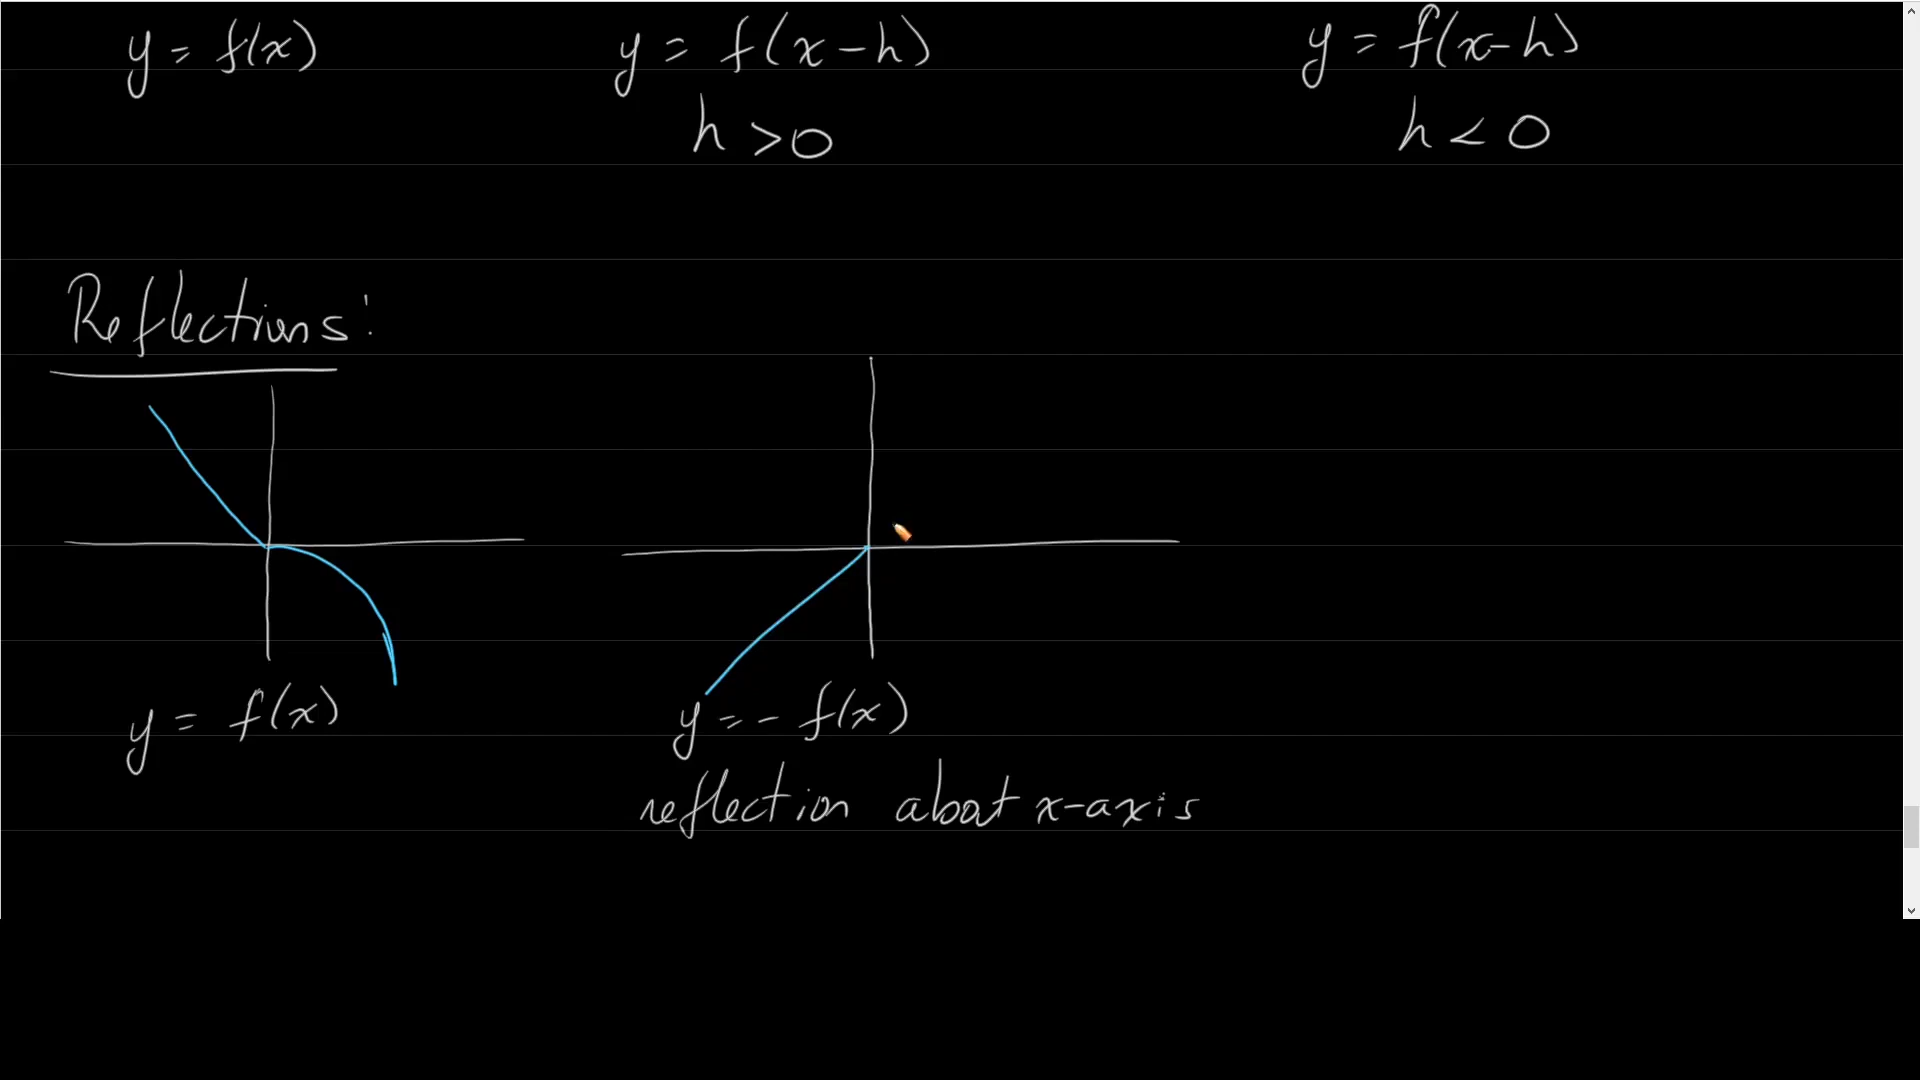 y = f(x) y = f(x-h) y = f(x-h)
h > 0 h < 0
Reflections:
y = f(x) y = - f(x)
reflection about x-axis